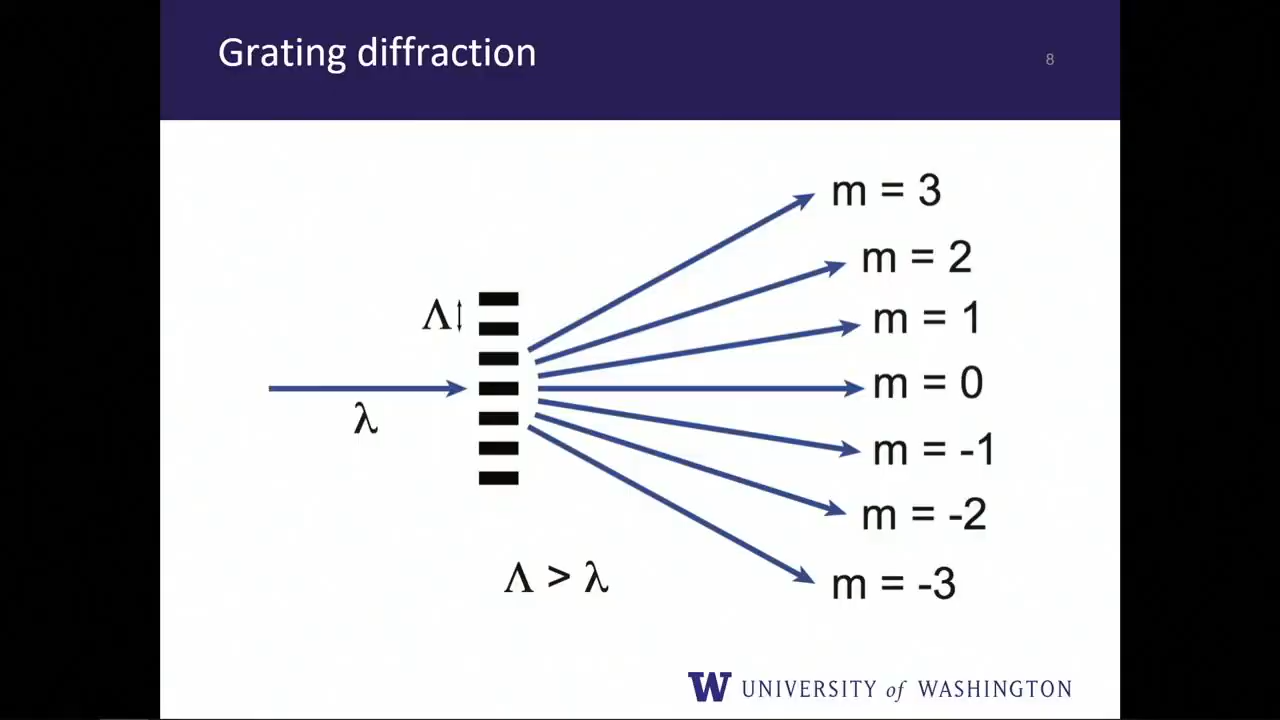 Grating diffraction
8
m = 3
m = 2
Λ
m = 1
m = 0
λ
m = -1
m = -2
Λ > λ
m = -3
W UNIVERSITY of WASHINGTON